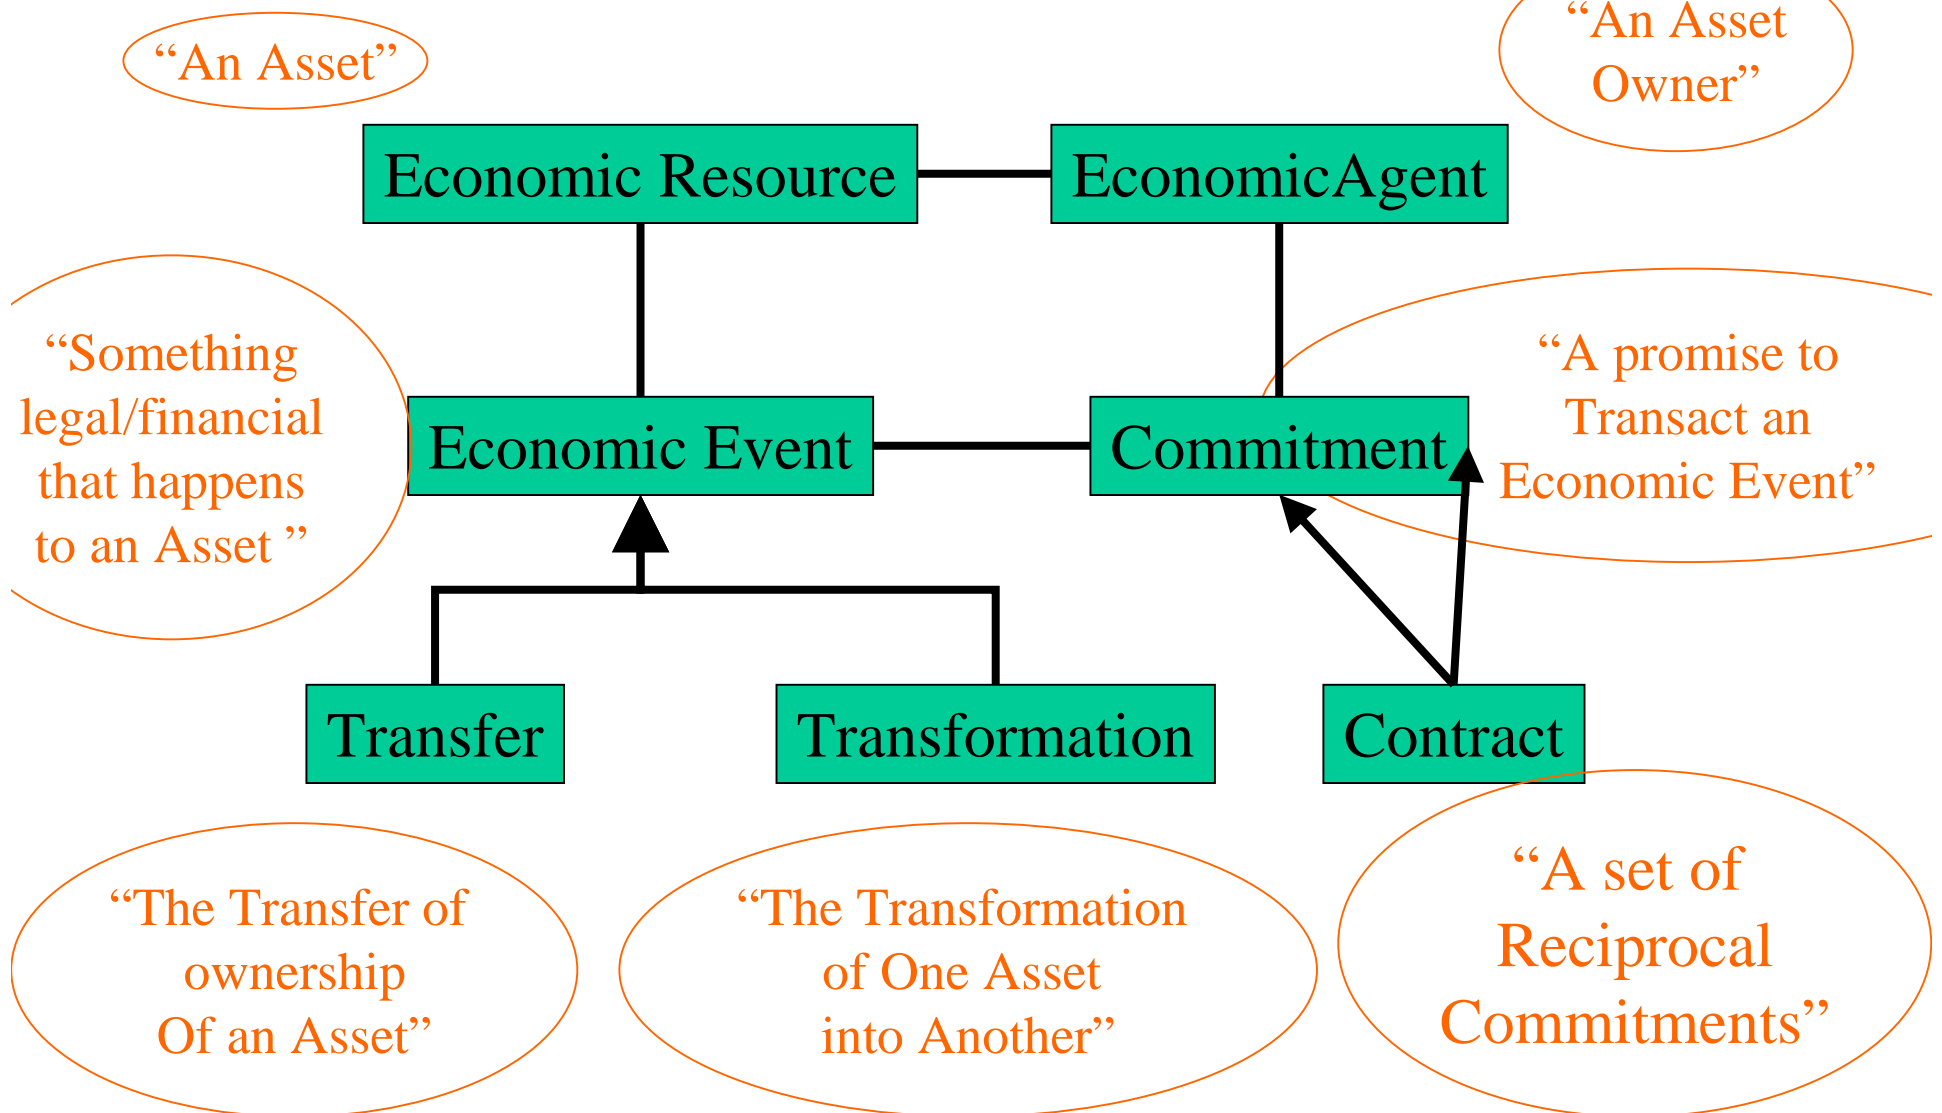 “An Asset”
“An Asset
Owner”
Economic Resource
EconomicAgent
“Something
legal/financial
that happens
to an Asset ”
“A promise to
Transact an
Economic Event”
Economic Event
Commitment
Transfer
Transformation
Contract
“The Transfer of
ownership
Of an Asset”
“The Transformation
of One Asset
into Another”
“A set of
Reciprocal
Commitments”